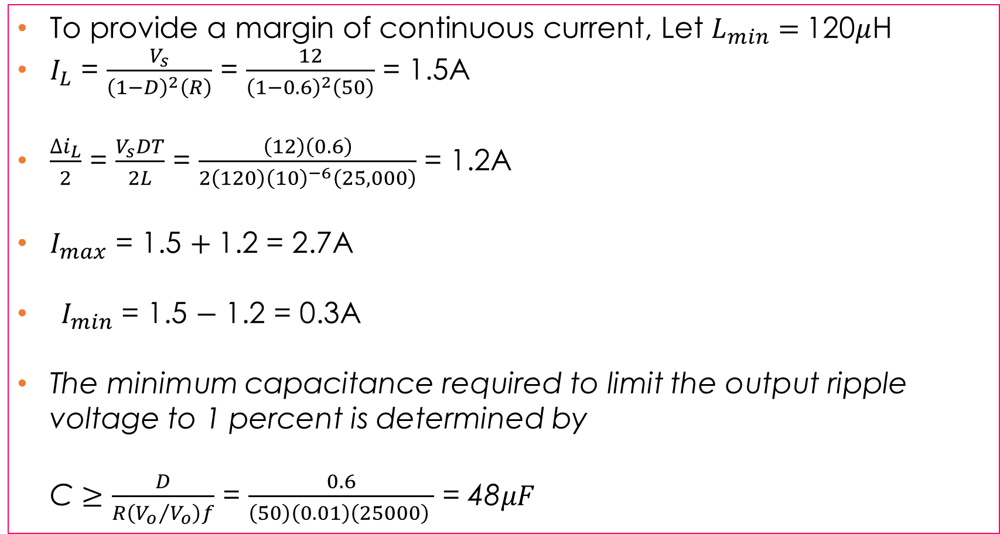 • To provide a margin of continuous current, Let $L_{min}$ = 120$\mu$H
• $I_L = \frac{V_s}{(1-D)^2(R)} = \frac{12}{(1-0.6)^2(50)}$ = 1.5A
• $\frac{\Delta i_L}{2} = \frac{V_s DT}{2L} = \frac{(12)(0.6)}{2(120)(10)^{-6}(25,000)}$ = 1.2A
• $I_{max}$ = 1.5 + 1.2 = 2.7A
• $I_{min}$ = 1.5 − 1.2 = 0.3A
• The minimum capacitance required to limit the output ripple
voltage to 1 percent is determined by
$C \geq \frac{D}{R(V_o/V_o)f} = \frac{0.6}{(50)(0.01)(25000)}$ = 48$\mu F$